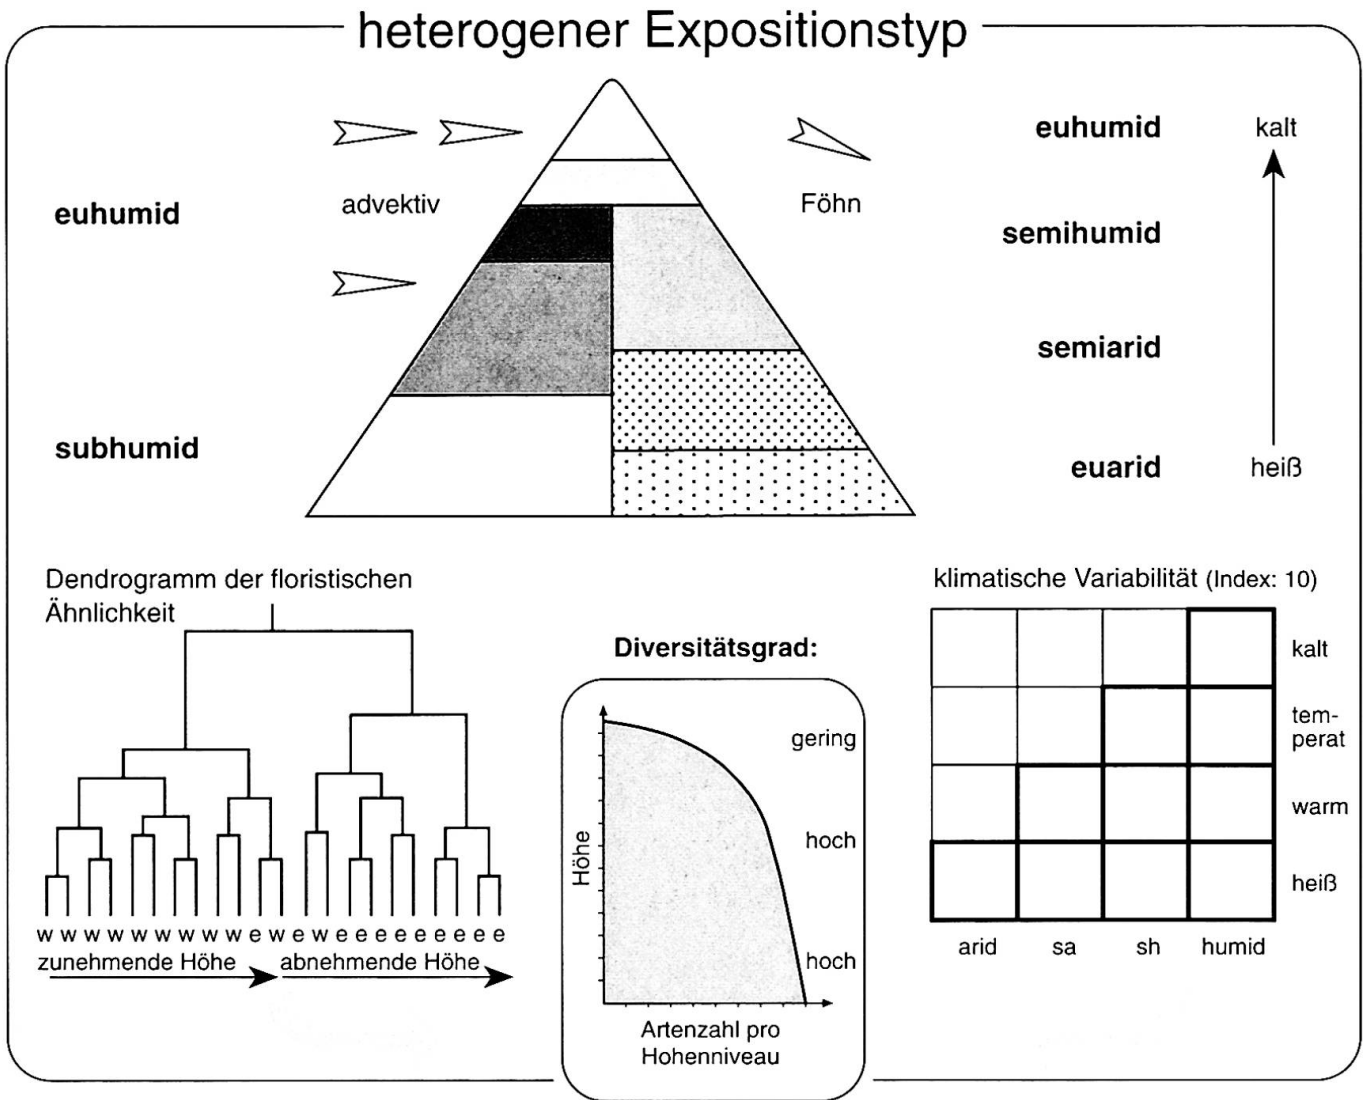 heterogener Expositionstyp
euhumid
kalt
advektiv
Föhn
euhumid
semihumid
semiarid
subhumid
euarid
heiß
Dendrogramm der floristischen
Ähnlichkeit
w w w w w w w w w e w e w e e e e e e e e
zunehmende Höhe
abnehmende Höhe
Diversitätsgrad:
gering
hoch
hoch
Höhe
Artenzahl pro
Hohenniveau
klimatische Variabilität (Index: 10)
kalt
tem-
perat
warm
heiß
arid
sa
sh
humid